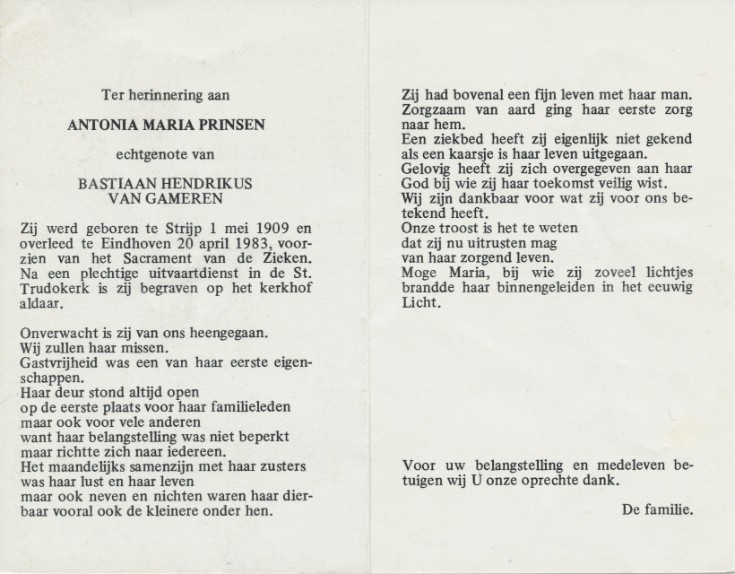 Ter herinnering aan
ANTONIA MARIA PRINSEN
echtgenote van
BASTIAAN HENDRIKUS
VAN GAMEREN
Zij werd geboren te Strijp 1 mei 1909 en
overleed te Eindhoven 20 april 1983, voor-
zien van het Sacrament van de Zieken.
Na een plechtige uitvaartdienst in de St.
Trudokerk is zij begraven op het kerkhof
aldaar.
Onverwacht is zij van ons heengegaan.
Wij zullen haar missen.
Gastvrijheid was een van haar eerste eigen-
schappen.
Haar deur stond altijd open
op de eerste plaats voor haar familieleden
maar ook voor vele anderen
want haar belangstelling was niet beperkt
maar richtte zich naar iedereen.
Het maandelijks samenzijn met haar zusters
was haar lust en haar leven
maar ook neven en nichten waren haar dier-
baar vooral ook de kleinere onder hen.
Zij had bovenal een fijn leven met haar man.
Zorgzaam van aard ging haar eerste zorg
naar hem.
Een ziekbed heeft zij eigenlijk niet gekend
als een kaarsje is haar leven uitgegaan.
Gelovig heeft zij zich overgegeven aan haar
God bij wie zij haar toekomst veilig wist.
Wij zijn dankbaar voor wat zij voor ons be-
tekend heeft.
Onze troost is het te weten
dat zij nu uitrusten mag
van haar zorgend leven.
Moge Maria, bij wie zij zoveel lichtjes
brandde haar binnengeleiden in het eeuwig
Licht.
Voor uw belangstelling en medeleven be-
tuigen wij U onze oprechte dank.
De familie.